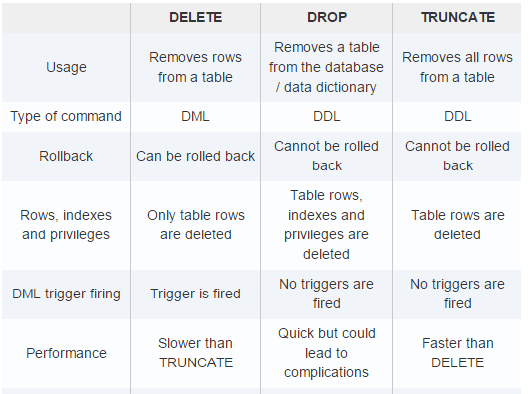 DELETE DROP TRUNCATE
Usage
Removes rows
from a table
Removes a table
from the database
/ data dictionary
Removes all rows
from a table
Type of command DML DDL DDL
Rollback Can be rolled back
Cannot be rolled
back
Cannot be rolled
back
Rows, indexes
and privileges
Only table rows
are deleted
Table rows,
indexes and
privileges are
deleted
Table rows are
deleted
DML trigger firing Trigger is fired
No triggers are
fired
No triggers are
fired
Performance
Slower than
TRUNCATE
Quick but could
lead to
complications
Faster than
DELETE